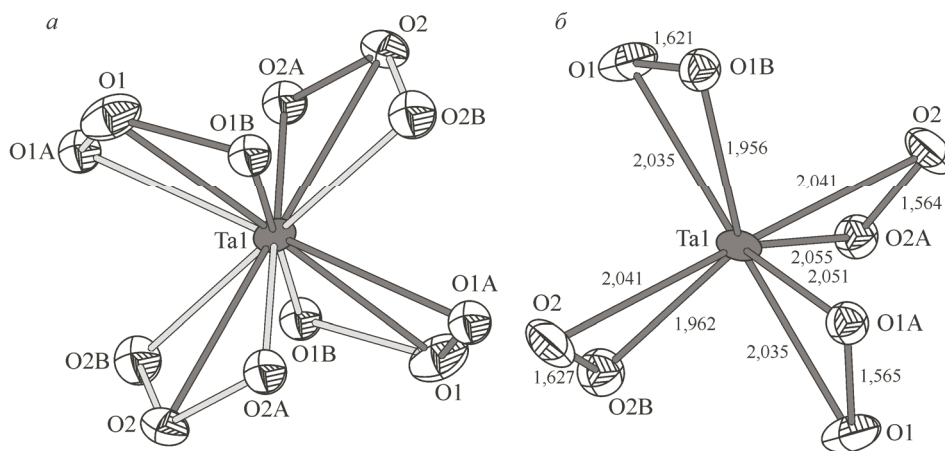 а
O2
O2A
O1
O2B
O1B
O1A
Ta1
O1A
O2B
O1B
O1
O2A
O2
б
1,621
O1
O1B
O2
2,035
1,956
2,041
1,564
Ta1
O2A
2,055
2,051
2,041
O2
O1A
1,962
2,035
1,565
1,627
O2B
O1